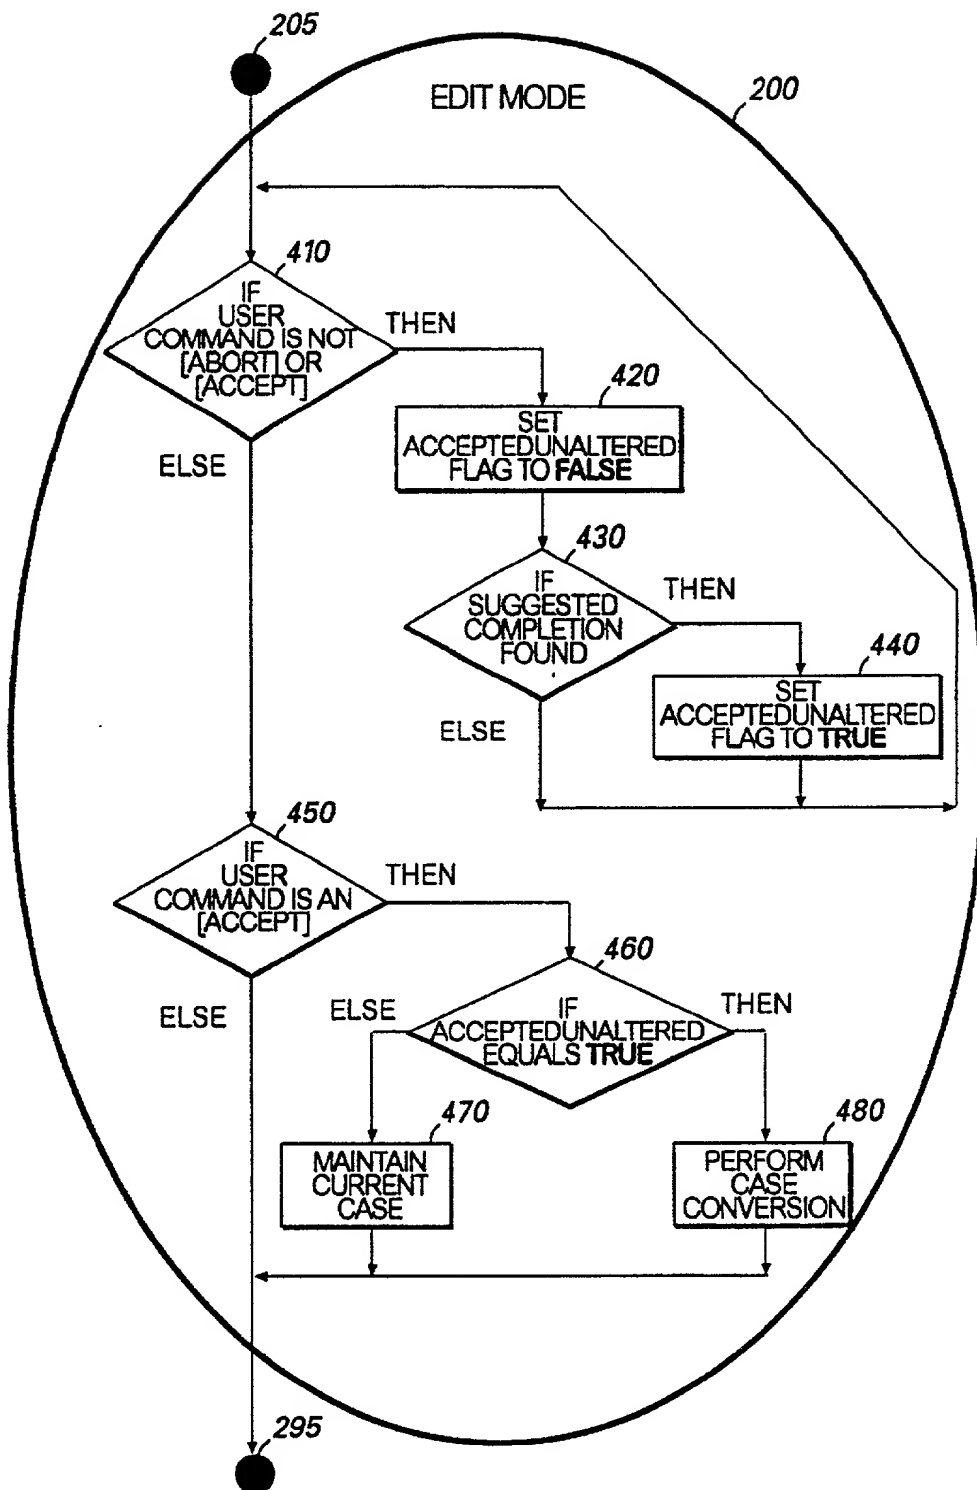 205
EDIT MODE
200
410
IF
USER
COMMAND IS NOT
[ABORT] OR
[ACCEPT]
THEN
ELSE
420
SET
ACCEPTEDUNALTERED
FLAG TO FALSE
430
IF
SUGGESTED
COMPLETION
FOUND
THEN
ELSE
440
SET
ACCEPTEDUNALTERED
FLAG TO TRUE
450
IF
USER
COMMAND IS AN
[ACCEPT]
THEN
ELSE
460
IF
ACCEPTEDUNALTERED
EQUALS TRUE
ELSE
THEN
470
MAINTAIN
CURRENT
CASE
480
PERFORM
CASE
CONVERSION
295